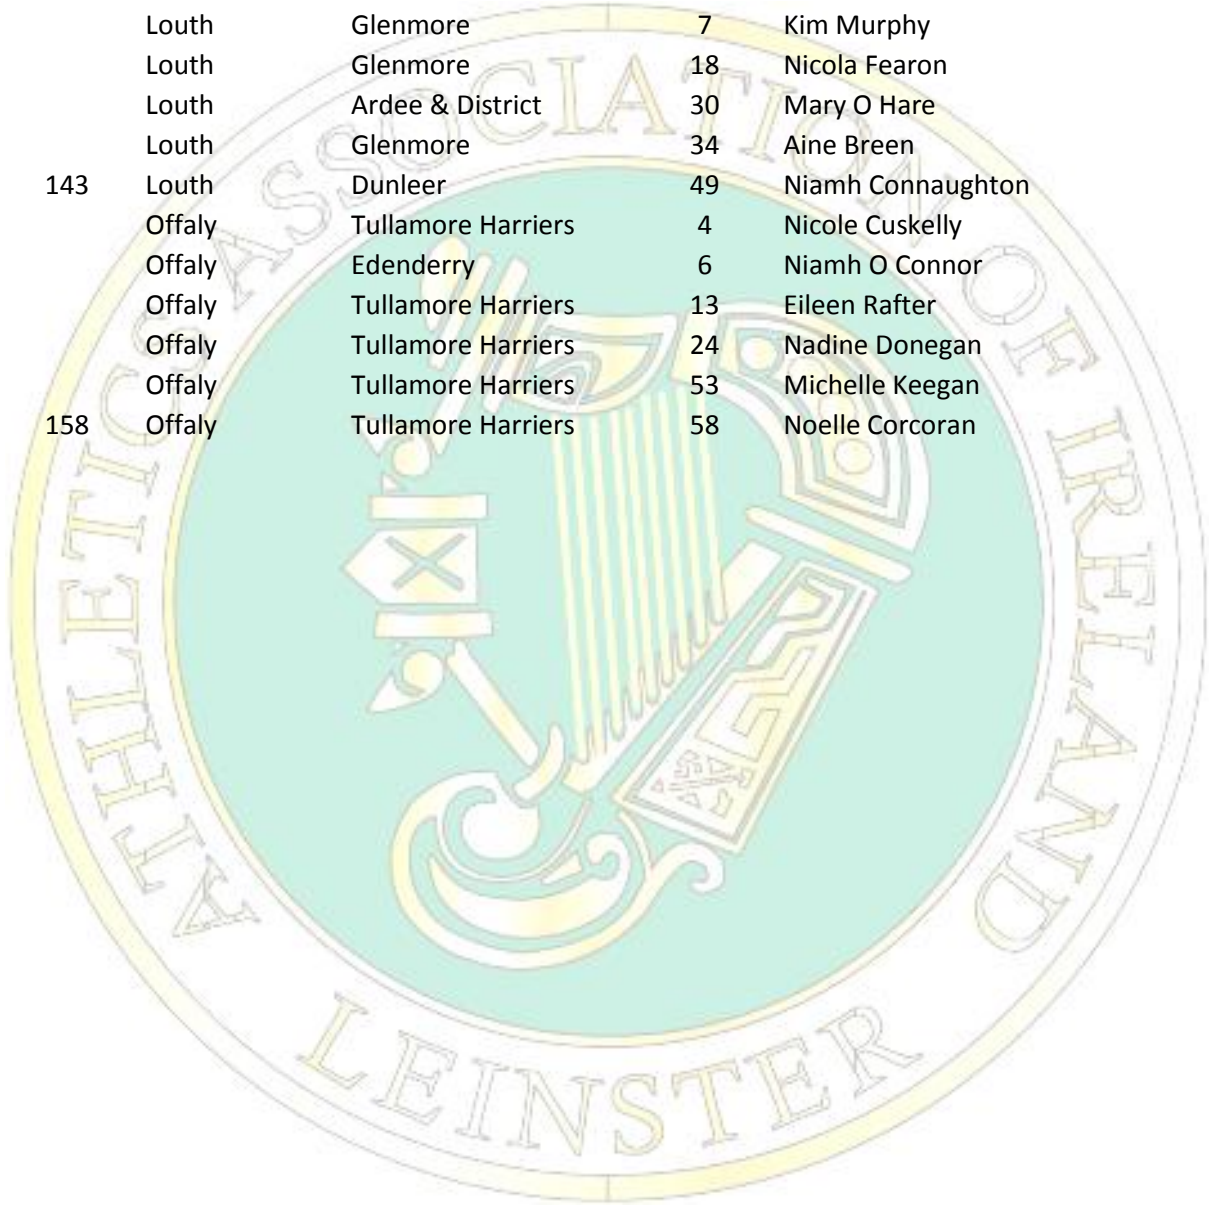 Louth Glenmore 7 Kim Murphy
Louth Glenmore 18 Nicola Fearon
Louth Ardee & District 30 Mary O Hare
Louth Glenmore 34 Aine Breen
143 Louth Dunleer 49 Niamh Connaughton
Offaly Tullamore Harriers 4 Nicole Cuskelly
Offaly Edenderry 6 Niamh O Connor
Offaly Tullamore Harriers 13 Eileen Rafter
Offaly Tullamore Harriers 24 Nadine Donegan
Offaly Tullamore Harriers 53 Michelle Keegan
158 Offaly Tullamore Harriers 58 Noelle Corcoran
ATHLETICS ASSOCIATION OF IRELAND
LEINSTER